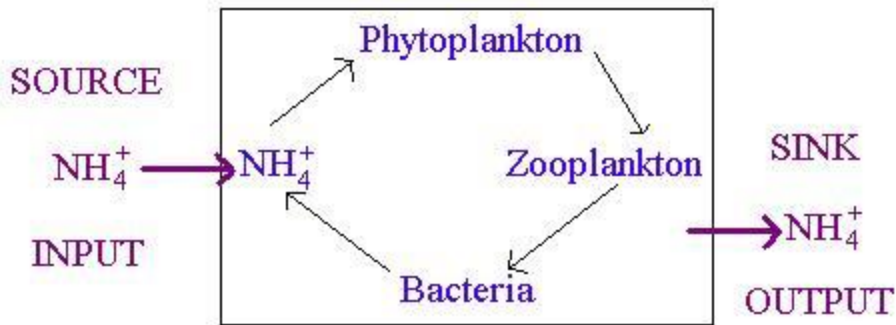 Phytoplankton
SOURCE
NH₄⁺
NH₄⁺
Zooplankton
SINK
NH₄⁺
INPUT
Bacteria
OUTPUT